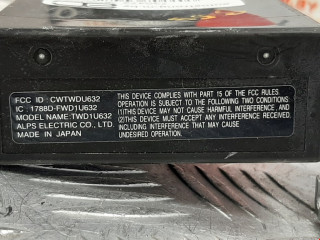 FCC ID : CWTWDU632
IC : 1788D-FWD1U632
MODEL NAME:TWD1U632
ALPS ELECTRIC CO., LTD.
MADE IN JAPAN
THIS DEVICE COMPLIES WITH PART 15 OF THE FCC RULES
OPERATION IS SUBJECT TO THE FOLLOWING TWO CONDITIONS
(1)THIS DEVICE MAY NOT CAUSE HARMFUL INTERFERENCE, AND
(2)THIS DEVICE MUST ACCEPT ANY INTERFERENCE RECEIVED.
INCLUDING INTERFERENCE THAT MAY CAUSE
UNDESIRED OPERATION.